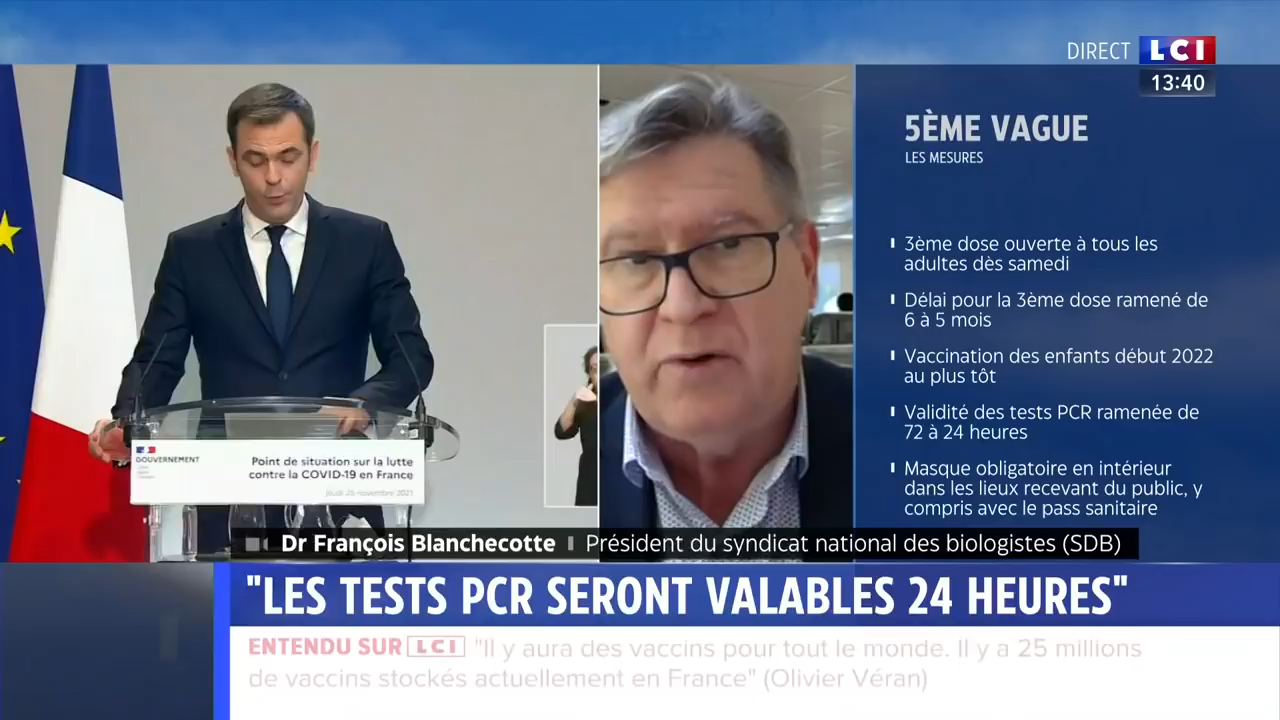 DIRECT LCI
13:40
5ÈME VAGUE
LES MESURES
3ème dose ouverte à tous les
adultes dès samedi
Délai pour la 3ème dose ramené de
6 à 5 mois
Vaccination des enfants début 2022
au plus tôt
Validité des tests PCR ramenée de
72 à 24 heures
Masque obligatoire en intérieur
dans les lieux recevant du public, y
compris avec le pass sanitaire
GOUVERNEMENT
Point de situation sur la lutte
contre la COVID-19 en France
jeudi 25 novembre 2021
Dr François Blanchecotte Président du syndicat national des biologistes (SDB)
"LES TESTS PCR SERONT VALABLES 24 HEURES"
ENTENDU SUR LCI "Il y aura des vaccins pour tout le monde. Il y a 25 millions
de vaccins stockés actuellement en France" (Olivier Véran)